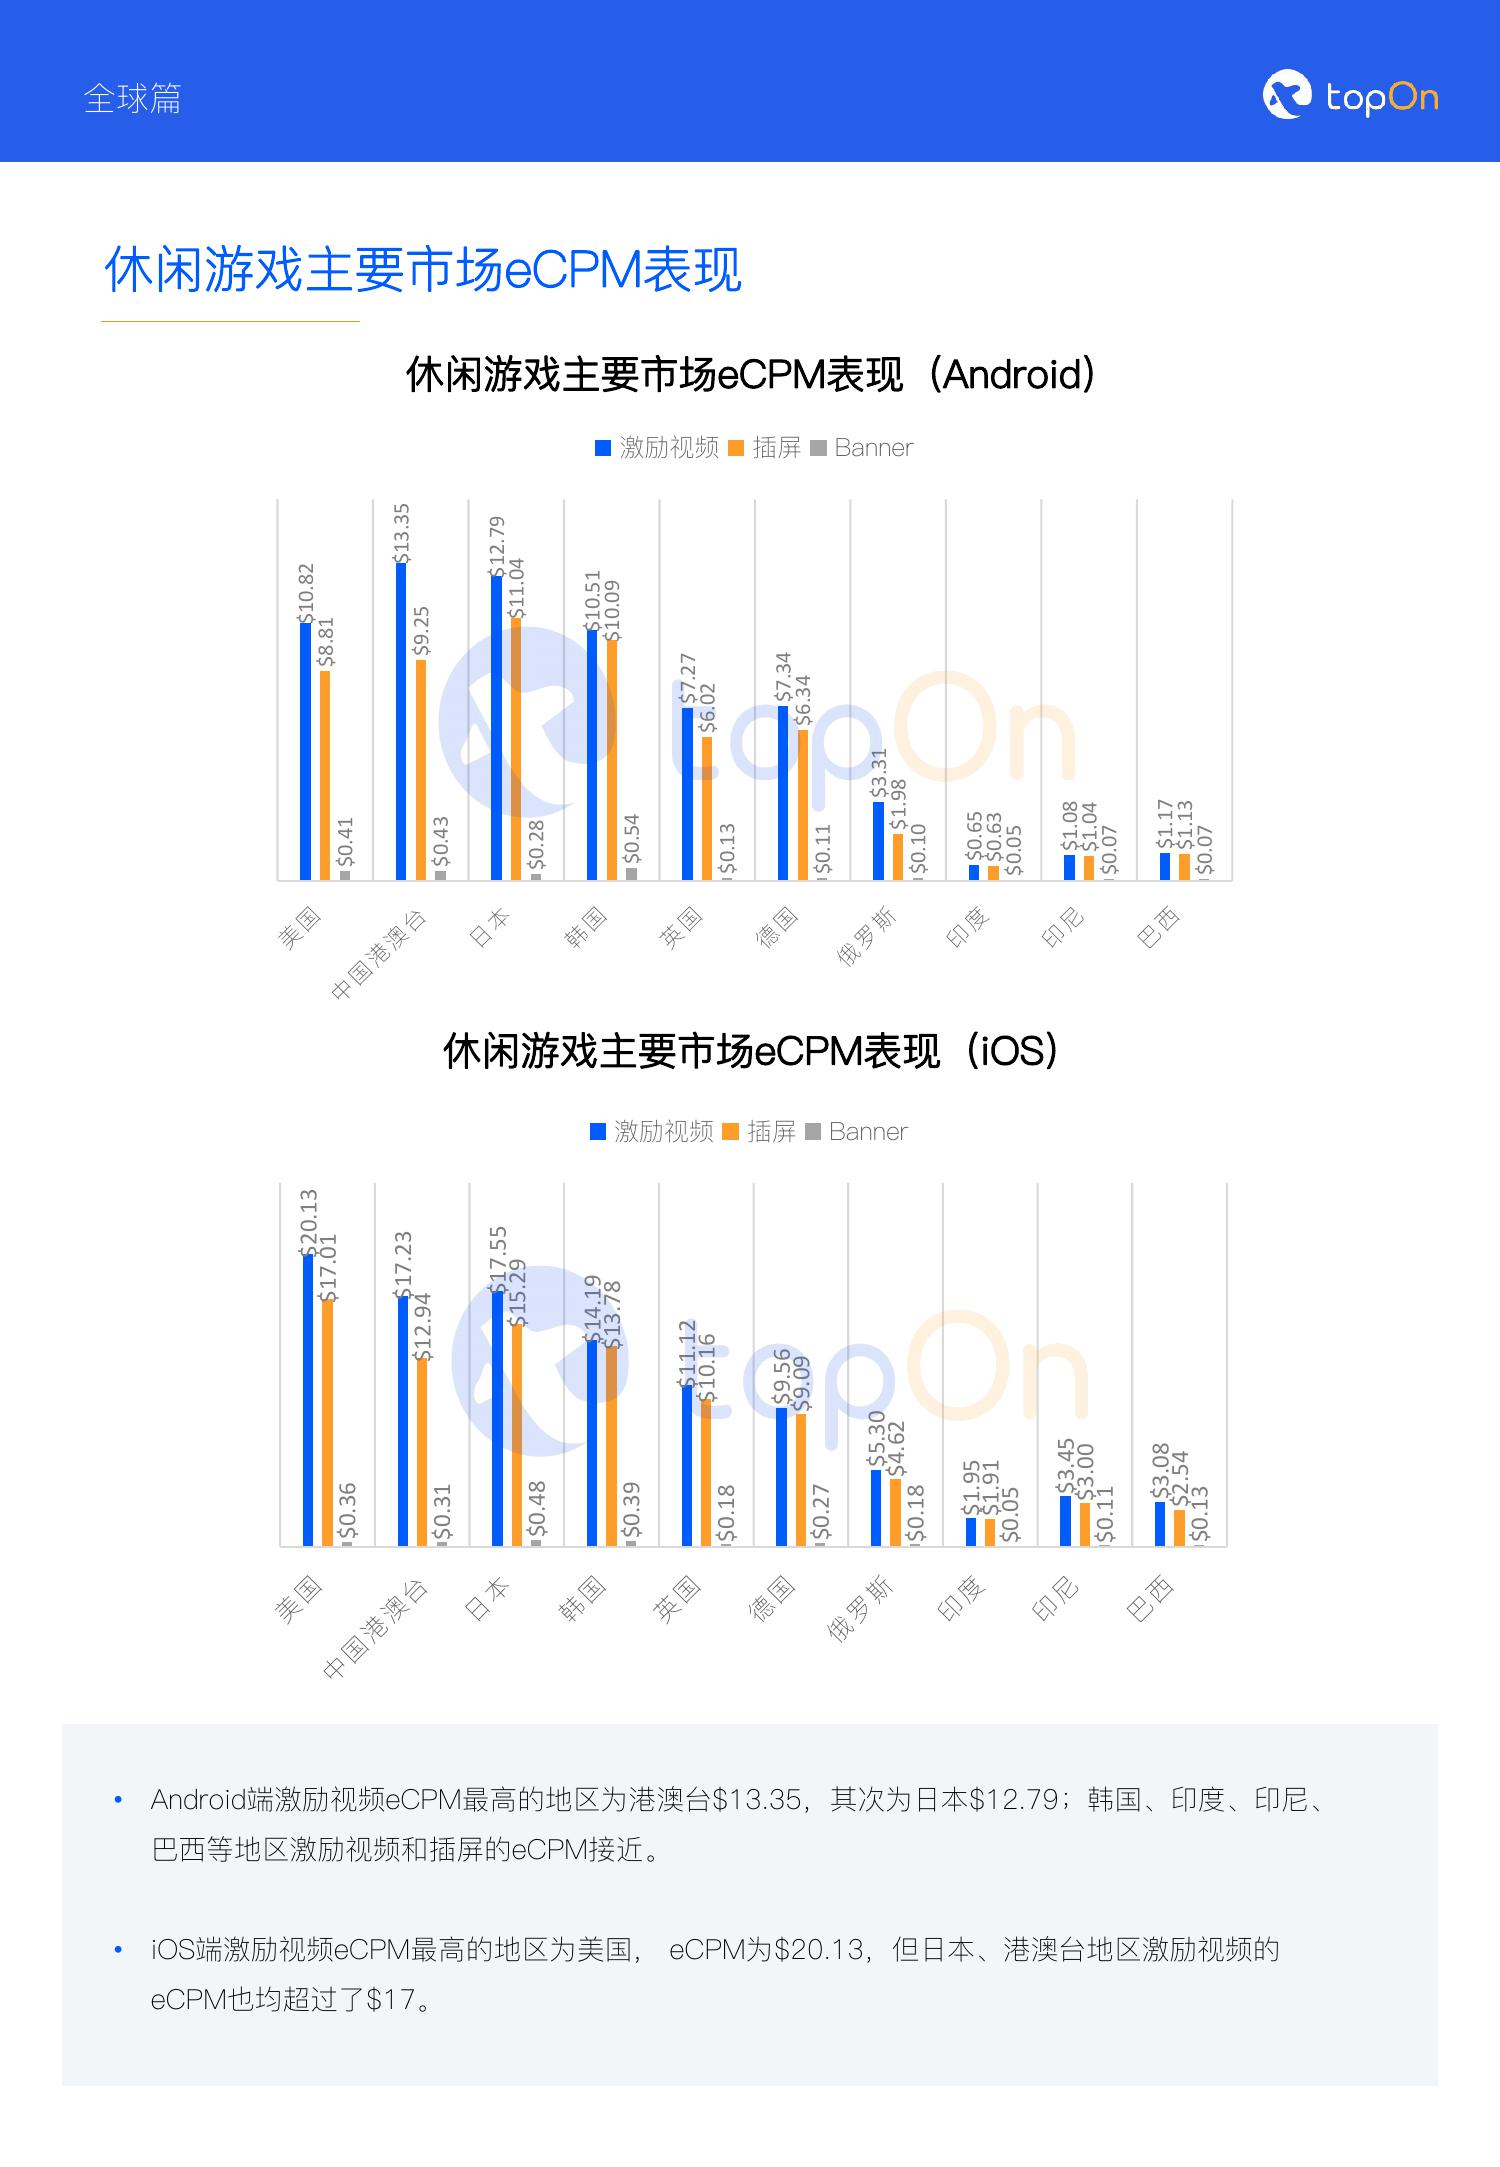 全球篇
topOn
休闲游戏主要市场eCPM表现
休闲游戏主要市场eCPM表现（Android）
激励视频 插屏 Banner
$10.82 $8.81 $0.41
$13.35 $9.25 $0.43
$12.79 $11.04 $0.28
$10.51 $10.09 $0.54
$7.27 $6.02 $0.13
$7.34 $6.34 $0.11
$3.31 $1.98 $0.10
$0.65 $0.63 $0.05
$1.08 $1.04 $0.07
$1.17 $1.13 $0.07
topOn
美国 中国港澳台 日本 韩国 英国 德国 俄罗斯 印度 印尼 巴西
休闲游戏主要市场eCPM表现（iOS）
激励视频 插屏 Banner
$20.13 $17.01 $0.36
$17.23 $12.94 $0.31
$17.55 $15.29 $0.48
$14.19 $13.78 $0.39
$11.12 $10.16 $0.18
$9.56 $9.09 $0.27
$5.30 $4.62 $0.18
$1.95 $1.91 $0.05
$3.45 $3.00 $0.11
$3.08 $2.54 $0.13
topOn
美国 中国港澳台 日本 韩国 英国 德国 俄罗斯 印度 印尼 巴西
• Android端激励视频eCPM最高的地区为港澳台$13.35，其次为日本$12.79；韩国、印度、印尼、
巴西等地区激励视频和插屏的eCPM接近。
• iOS端激励视频eCPM最高的地区为美国， eCPM为$20.13，但日本、港澳台地区激励视频的
eCPM也均超过了$17。